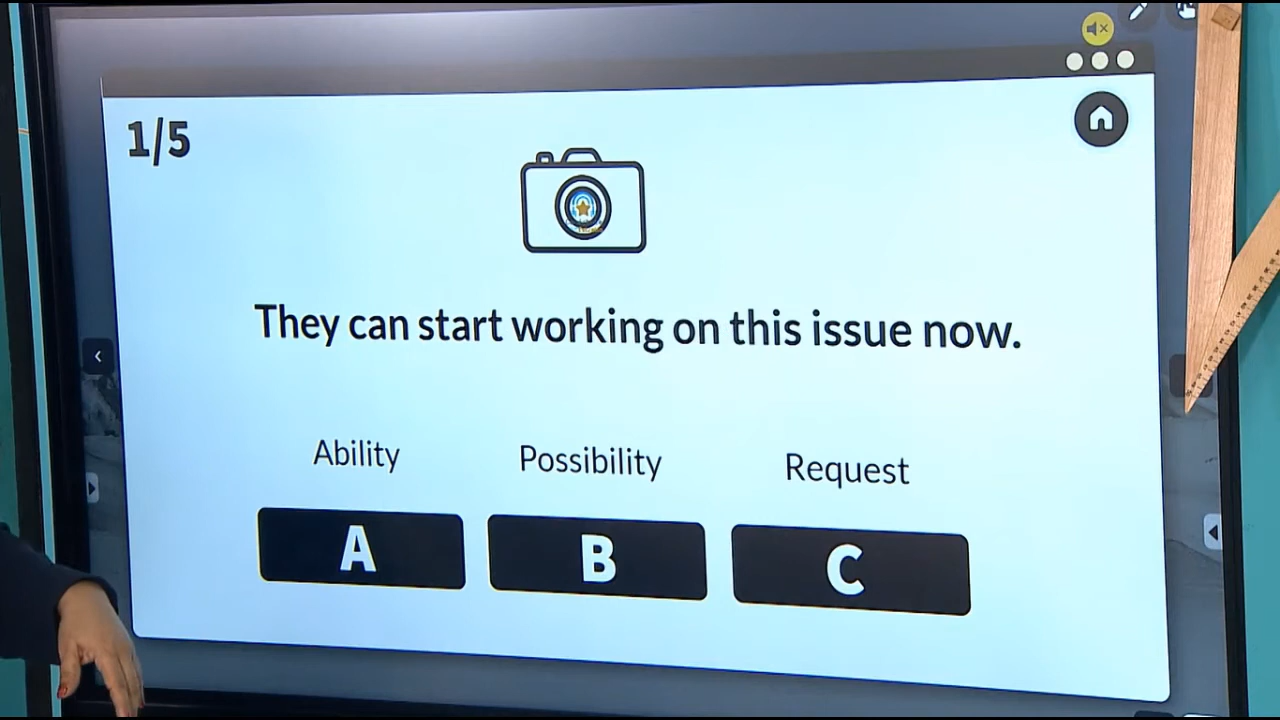 1/5
They can start working on this issue now.
Ability Possibility Request
A B C